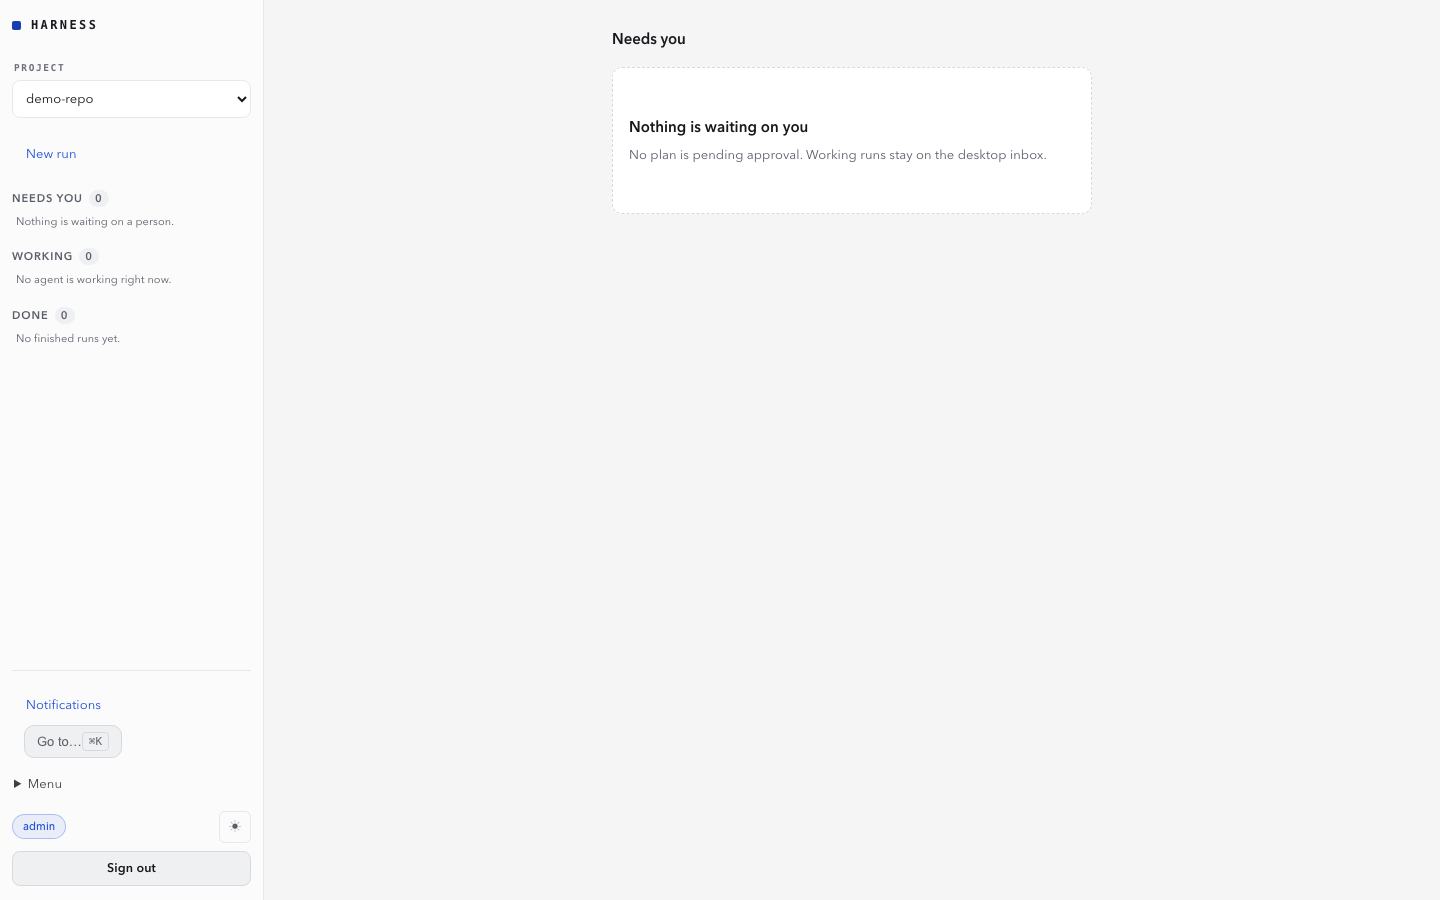 HARNESS
PROJECT
demo-repo
New run
NEEDS YOU 0
Nothing is waiting on a person.
WORKING 0
No agent is working right now.
DONE 0
No finished runs yet.
Notifications
Go to… ⌘K
Menu
admin
Sign out
Needs you
Nothing is waiting on you
No plan is pending approval. Working runs stay on the desktop inbox.